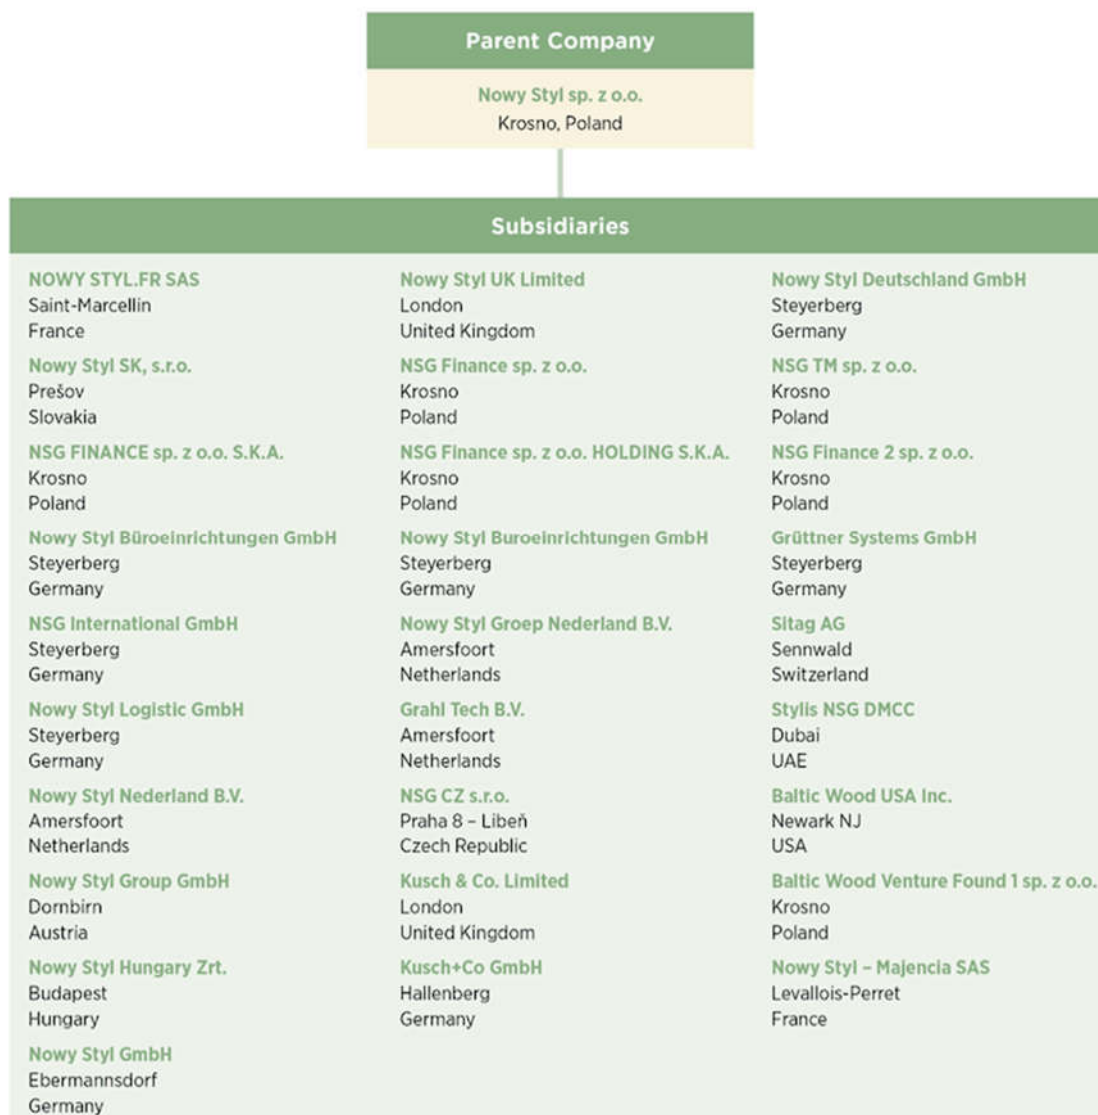 Parent Company
Nowy Styl sp. z o.o.
Krosno, Poland
Subsidiaries
NOWY STYL.FR SAS
Saint-Marcellin
France
Nowy Styl UK Limited
London
United Kingdom
Nowy Styl Deutschland GmbH
Steyerberg
Germany
Nowy Styl SK, s.r.o.
Prešov
Slovakia
NSG Finance sp. z o.o.
Krosno
Poland
NSG TM sp. z o.o.
Krosno
Poland
NSG FINANCE sp. z o.o. S.K.A.
Krosno
Poland
NSG Finance sp. z o.o. HOLDING S.K.A.
Krosno
Poland
NSG Finance 2 sp. z o.o.
Krosno
Poland
Nowy Styl Büroeinrichtungen GmbH
Steyerberg
Germany
Nowy Styl Buroeinrichtungen GmbH
Steyerberg
Germany
Grüttner Systems GmbH
Steyerberg
Germany
NSG International GmbH
Steyerberg
Germany
Nowy Styl Groep Nederland B.V.
Amersfoort
Netherlands
Sitag AG
Sennwald
Switzerland
Nowy Styl Logistic GmbH
Steyerberg
Germany
Grahl Tech B.V.
Amersfoort
Netherlands
Stylis NSG DMCC
Dubai
UAE
Nowy Styl Nederland B.V.
Amersfoort
Netherlands
NSG CZ s.r.o.
Praha 8 – Libeň
Czech Republic
Baltic Wood USA Inc.
Newark NJ
USA
Nowy Styl Group GmbH
Dornbirn
Austria
Kusch & Co. Limited
London
United Kingdom
Baltic Wood Venture Found 1 sp. z o.o.
Krosno
Poland
Nowy Styl Hungary Zrt.
Budapest
Hungary
Kusch+Co GmbH
Hallenberg
Germany
Nowy Styl – Majencia SAS
Levallois-Perret
France
Nowy Styl GmbH
Ebermannsdorf
Germany